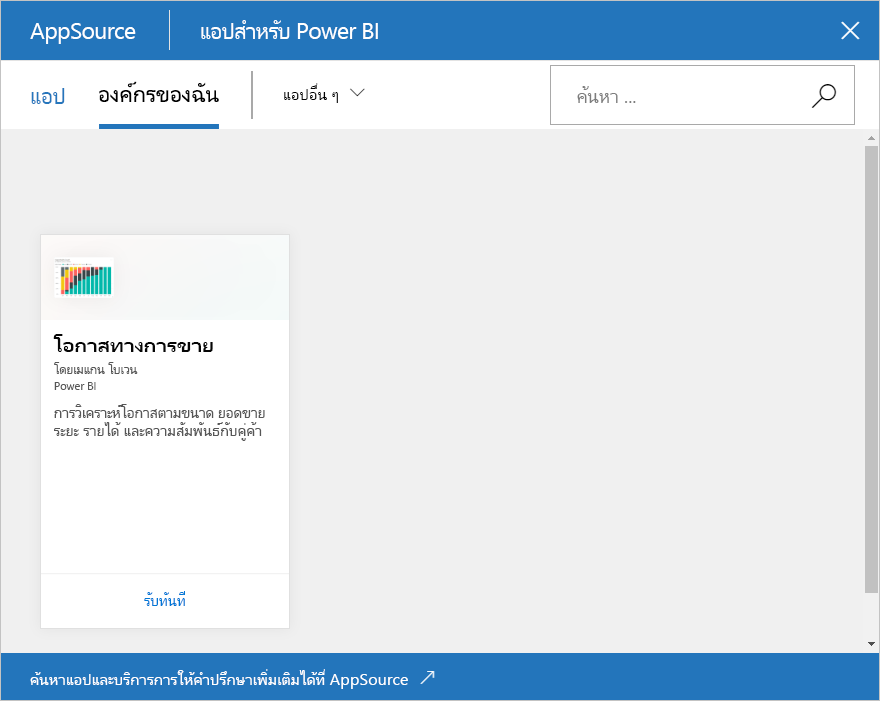 AppSource
แอปสำหรับ Power BI
แอป
องค์กรของฉัน
แอปอื่น ๆ
ค้นหา ...
โอกาสทางการขาย
โดยเมแกน โบเวน
Power BI
การวิเคราะห์โอกาสตามขนาด ยอดขาย
ระยะ รายได้ และความสัมพันธ์กับคู่ค้า
รับทันที
ค้นหาแอปและบริการการให้คำปรึกษาเพิ่มเติมได้ที่ AppSource